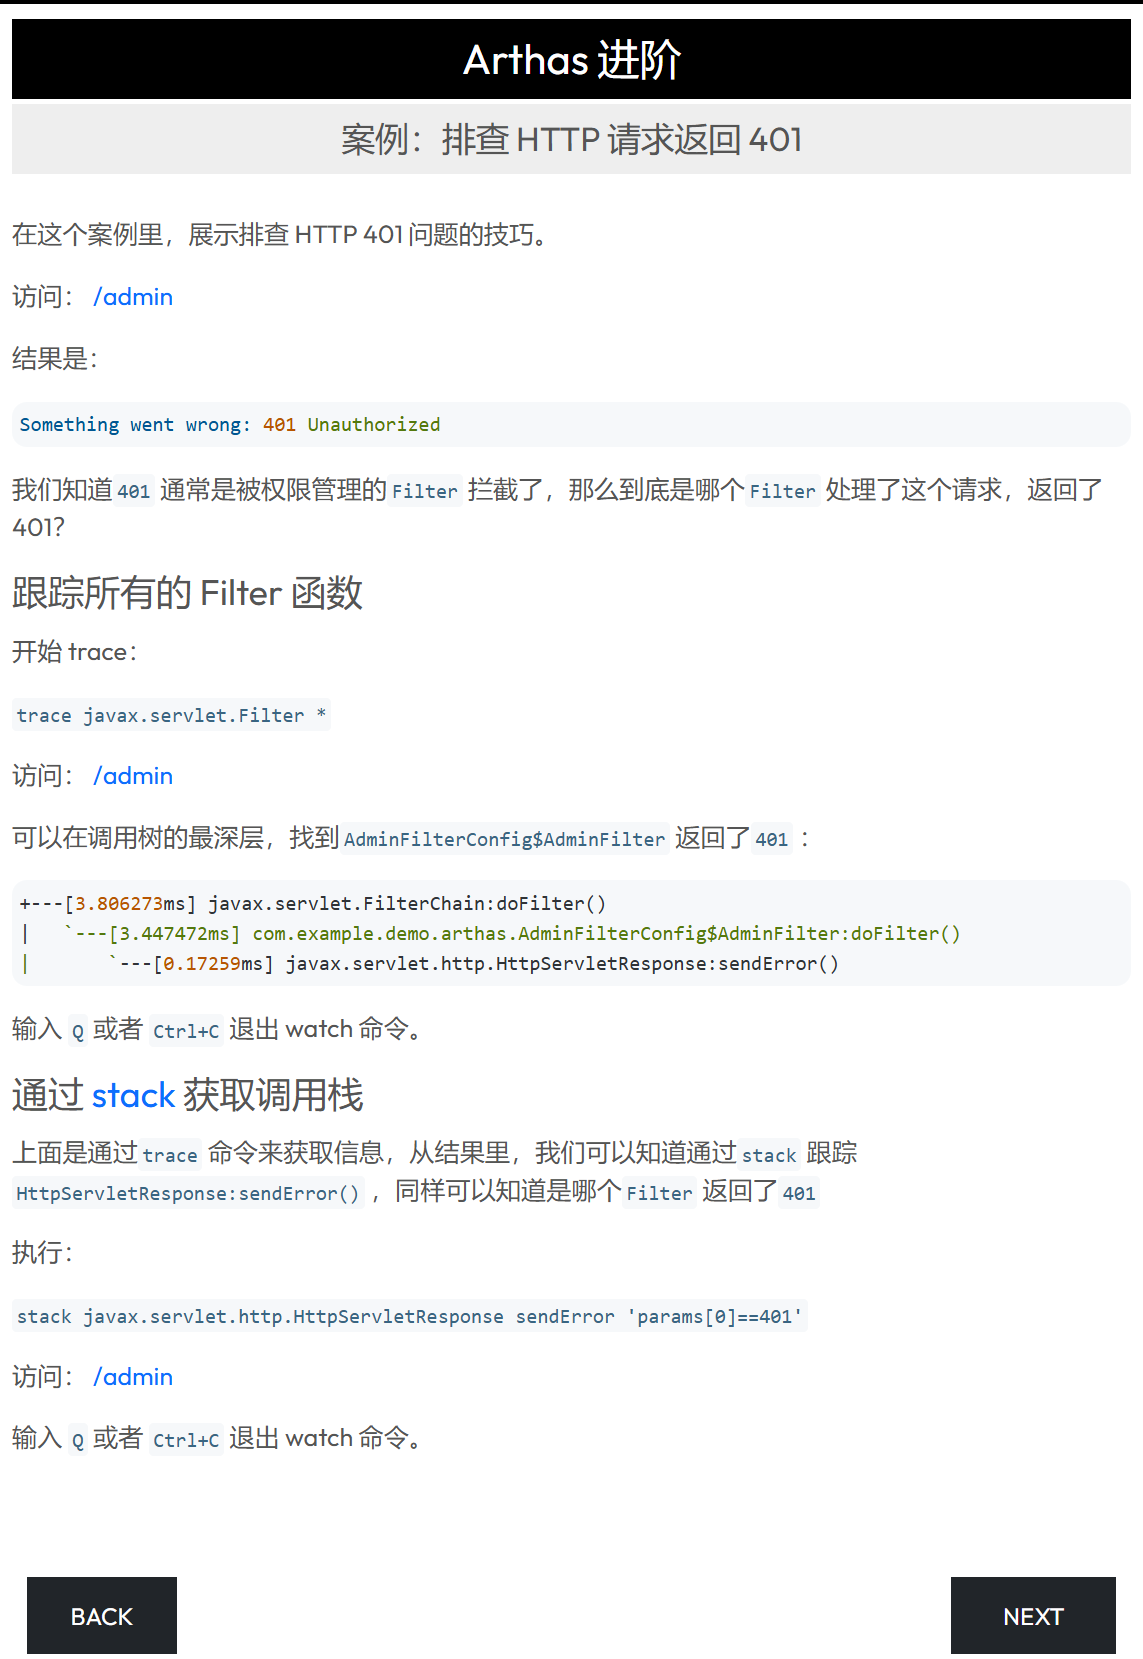 Arthas 进阶
案例：排查 HTTP 请求返回 401
在这个案例里，展示排查 HTTP 401 问题的技巧。
访问： /admin
结果是：
Something went wrong: 401 Unauthorized
我们知道 401 通常是被权限管理的 Filter 拦截了，那么到底是哪个 Filter 处理了这个请求，返回了
401？
跟踪所有的 Filter 函数
开始 trace：
trace javax.servlet.Filter *
访问： /admin
可以在调用树的最深层，找到 AdminFilterConfig$AdminFilter 返回了 401 ：
+---[3.806273ms] javax.servlet.FilterChain:doFilter()
|   `---[3.447472ms] com.example.demo.arthas.AdminFilterConfig$AdminFilter:doFilter()
|       `---[0.17259ms] javax.servlet.http.HttpServletResponse:sendError()
输入 Q 或者 Ctrl+C 退出 watch 命令。
通过 stack 获取调用栈
上面是通过 trace 命令来获取信息，从结果里，我们可以知道通过 stack 跟踪
HttpServletResponse:sendError() ，同样可以知道是哪个 Filter 返回了 401
执行：
stack javax.servlet.http.HttpServletResponse sendError 'params[0]==401'
访问： /admin
输入 Q 或者 Ctrl+C 退出 watch 命令。
BACK
NEXT